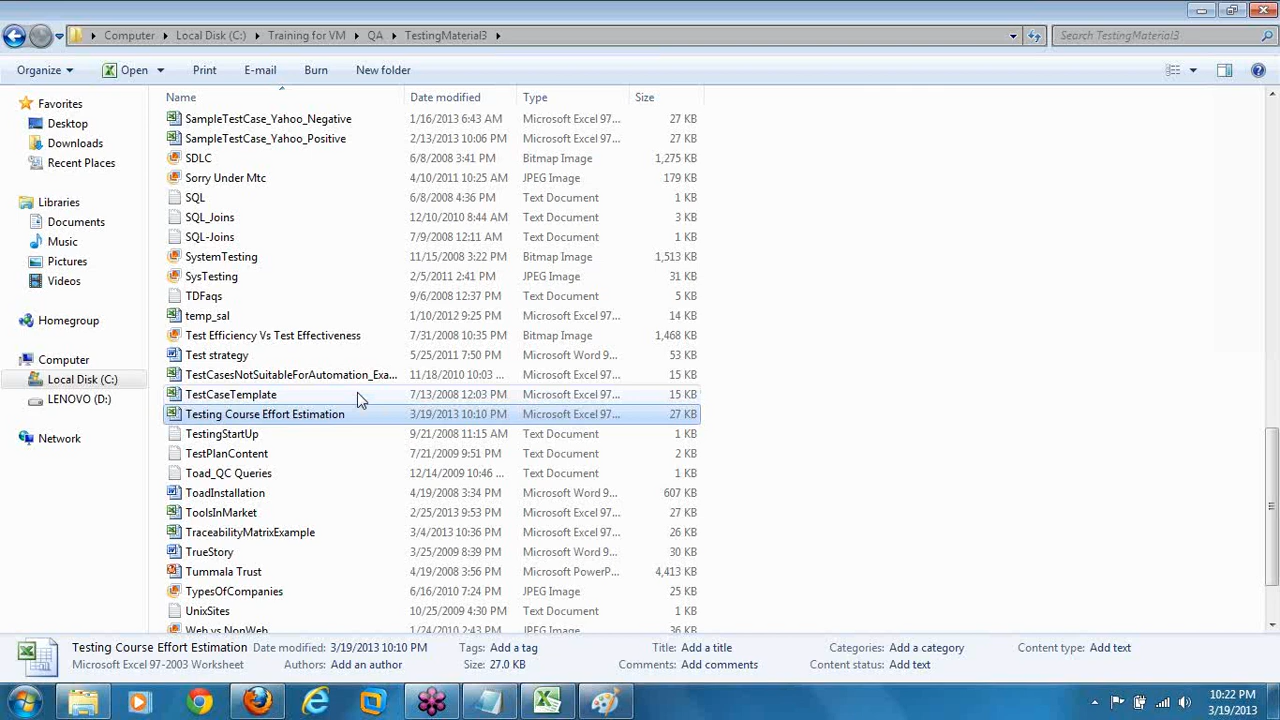 Computer Local Disk (C:) Training for VM QA TestingMaterial3 Search TestingMaterial3
Organize Open Print E-mail Burn New folder
Favorites
Desktop
Downloads
Recent Places
Libraries
Documents
Music
Pictures
Videos
Homegroup
Computer
Local Disk (C:)
LENOVO (D:)
Network
Name Date modified Type Size
SampleTestCase_Yahoo_Negative 1/16/2013 6:43 AM Microsoft Excel 97... 27 KB
SampleTestCase_Yahoo_Positive 2/13/2013 10:06 PM Microsoft Excel 97... 27 KB
SDLC 6/8/2008 3:41 PM Bitmap Image 1,275 KB
Sorry Under Mtc 4/10/2011 10:25 AM JPEG Image 179 KB
SQL 6/8/2008 4:36 PM Text Document 1 KB
SQL_Joins 12/10/2010 8:44 AM Text Document 3 KB
SQL-Joins 7/9/2008 12:11 AM Text Document 1 KB
SystemTesting 11/15/2008 3:22 PM Bitmap Image 1,513 KB
SysTesting 2/5/2011 2:41 PM JPEG Image 31 KB
TDFaqs 9/6/2008 12:37 PM Text Document 5 KB
temp_sal 1/10/2012 9:25 PM Microsoft Excel 97... 14 KB
Test Efficiency Vs Test Effectiveness 7/31/2008 10:35 PM Bitmap Image 1,468 KB
Test strategy 5/25/2011 7:50 PM Microsoft Word 9... 53 KB
TestCasesNotSuitableForAutomation_Exa... 11/18/2010 10:03 ... Microsoft Excel 97... 15 KB
TestCaseTemplate 7/13/2008 12:03 PM Microsoft Excel 97... 15 KB
Testing Course Effort Estimation 3/19/2013 10:10 PM Microsoft Excel 97... 27 KB
TestingStartUp 9/21/2008 11:15 AM Text Document 1 KB
TestPlanContent 7/21/2009 9:51 PM Text Document 2 KB
Toad_QC Queries 12/14/2009 10:46 ... Text Document 1 KB
ToadInstallation 4/19/2008 3:34 PM Microsoft Word 9... 607 KB
ToolsInMarket 2/25/2013 9:53 PM Microsoft Excel 97... 27 KB
TraceabilityMatrixExample 3/4/2013 10:36 PM Microsoft Excel 97... 26 KB
TrueStory 3/25/2009 8:39 PM Microsoft Word 9... 30 KB
Tummala Trust 4/19/2008 3:56 PM Microsoft PowerP... 4,413 KB
TypesOfCompanies 6/16/2010 7:24 PM JPEG Image 25 KB
UnixSites 10/25/2009 4:30 PM Text Document 1 KB
Web vs NonWeb 1/24/2010 2:43 PM JPEG Image 36 KB
Testing Course Effort Estimation Date modified: 3/19/2013 10:10 PM Tags: Add a tag Title: Add a title Categories: Add a category Content type: Add text
Microsoft Excel 97-2003 Worksheet Authors: Add an author Size: 27.0 KB Comments: Add comments Content status: Add text
10:22 PM
3/19/2013